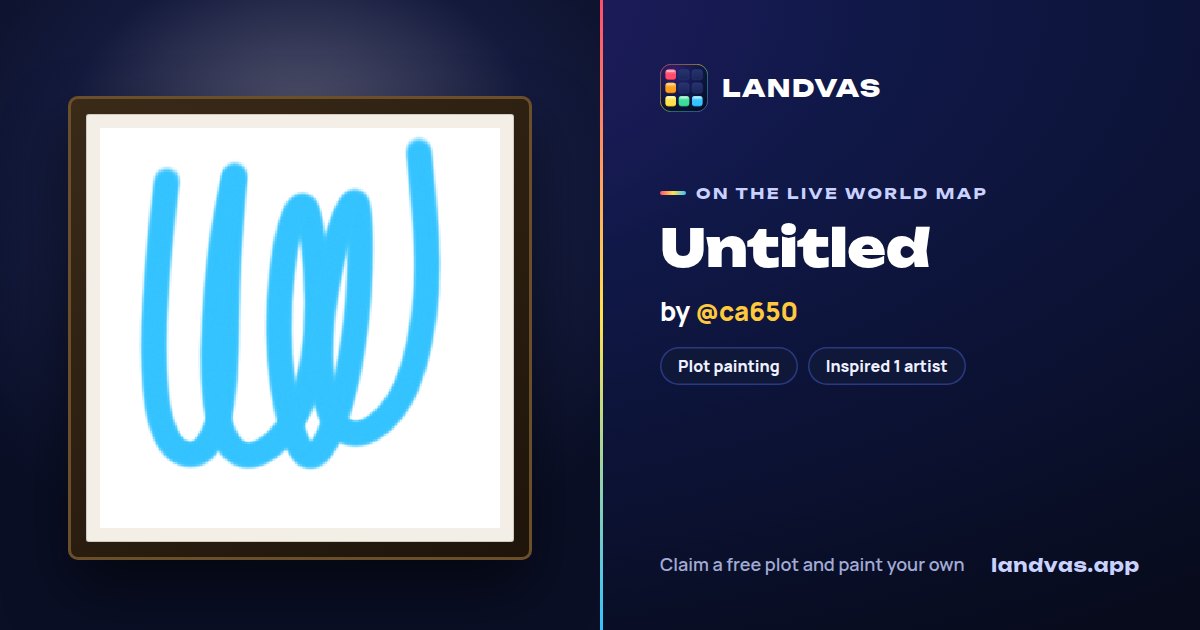 LANDVAS
ON THE LIVE WORLD MAP
Untitled
by @ca650
Plot painting
Inspired 1 artist
Claim a free plot and paint your own
landvas.app